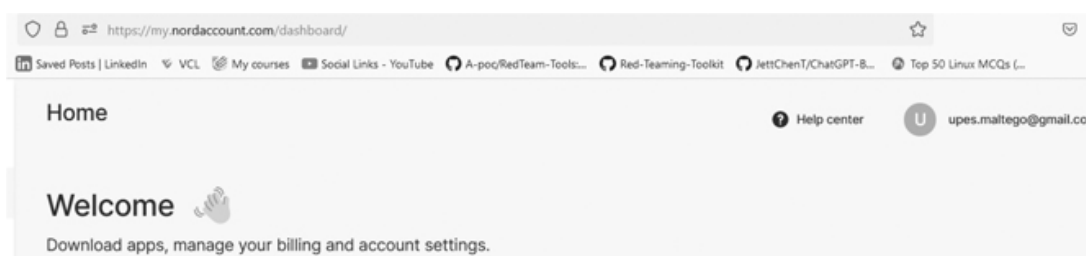 https://my.nordaccount.com/dashboard/
Saved Posts | LinkedIn VCL My courses Social Links - YouTube A-poc/RedTeam-Tools:... Red-Teaming-Toolkit JettChenT/ChatGPT-B... Top 50 Linux MCQs (...
Home
Help center U upes.maltego@gmail.co
Welcome
Download apps, manage your billing and account settings.